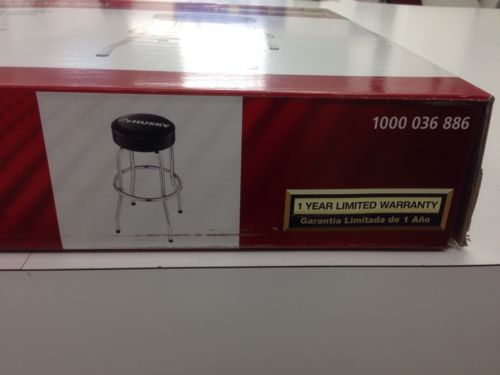 HUSKY
1000 036 886
1 YEAR LIMITED WARRANTY
Garantía Limitada de 1 Año